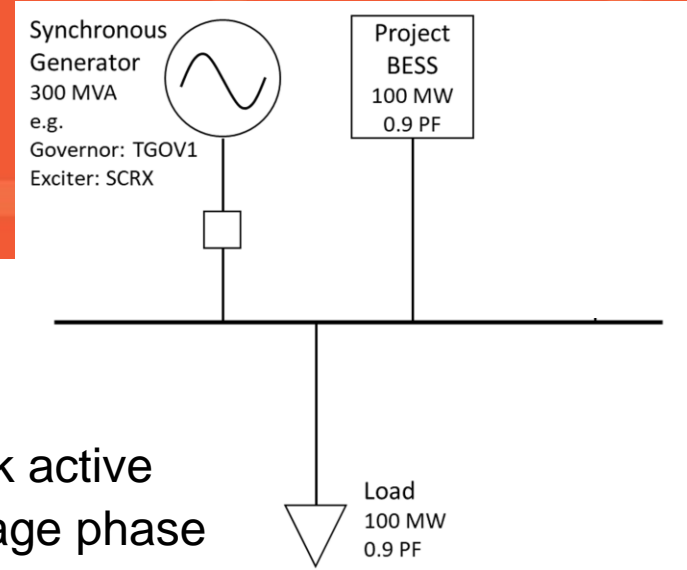 Synchronous
Generator
300 MVA
e.g.
Governor: TGOV1
Exciter: SCRX
Project
BESS
100 MW
0.9 PF
active
age phase
Load
100 MW
0.9 PF